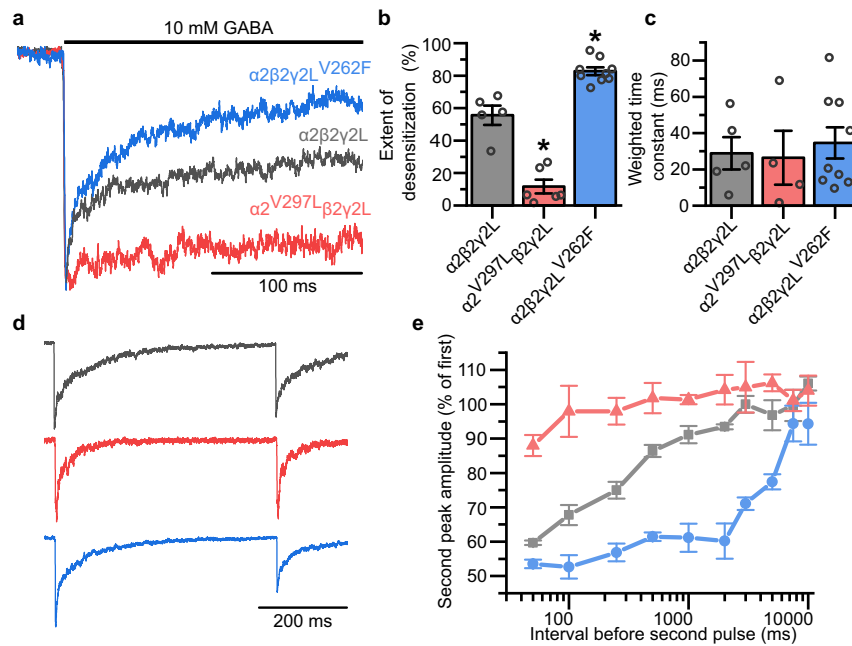 a
10 mM GABA
α2β2γ2L^V262F
α2β2γ2L
α2^V297Lβ2γ2L
100 ms
b
Extent of
desensitization (%)
100
80
60
40
20
0
*
*
α2β2γ2L
α2^V297Lβ2γ2L
α2β2γ2L^V262F
c
Weighted time
constant (ms)
80
60
40
20
0
α2β2γ2L
α2^V297Lβ2γ2L
α2β2γ2L^V262F
d
200 ms
e
Second peak amplitude (% of first)
110
100
90
80
70
60
50
100
1000
10000
Interval before second pulse (ms)